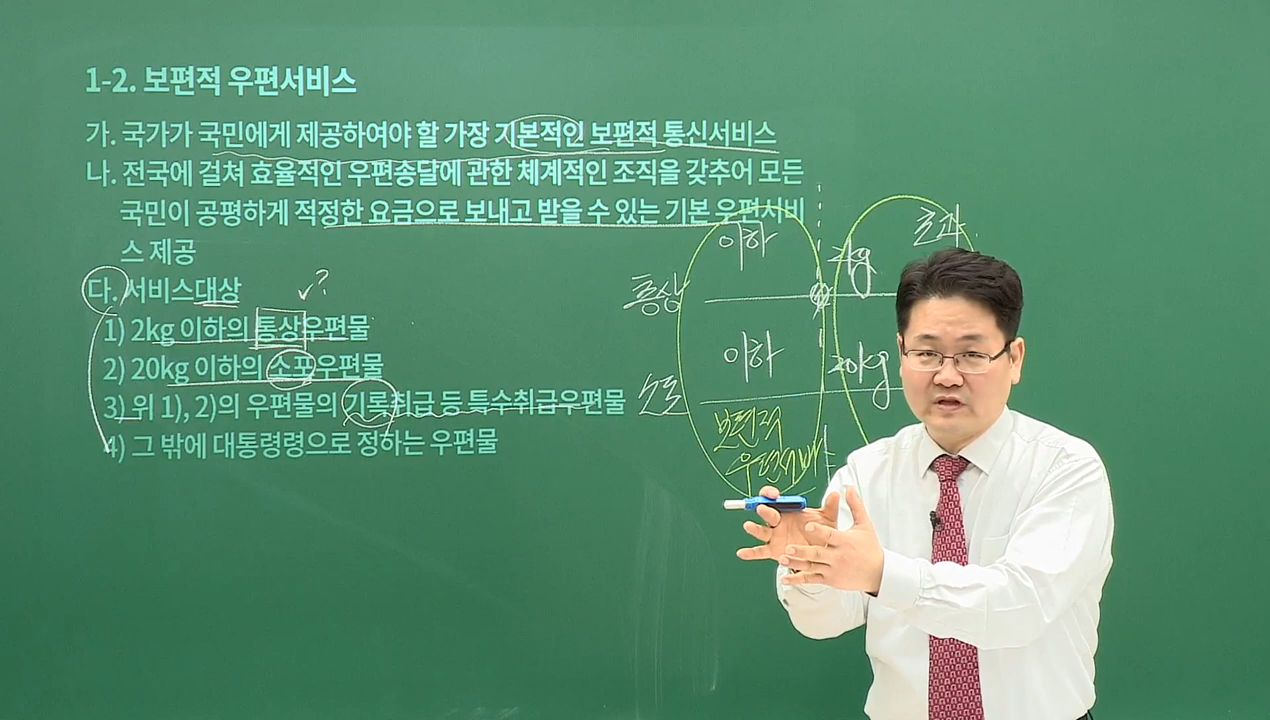 1-2. 보편적 우편서비스
가. 국가가 국민에게 제공하여야 할 가장 기본적인 보편적 통신서비스
나. 전국에 걸쳐 효율적인 우편송달에 관한 체계적인 조직을 갖추어 모든
국민이 공평하게 적정한 요금으로 보내고 받을 수 있는 기본 우편서비
스 제공
다. 서비스대상
?
1) 2kg 이하의 통상우편물
2) 20kg 이하의 소포우편물
3) 위 1), 2)의 우편물의 기록취급 등 특수취급우편물
4) 그 밖에 대통령령으로 정하는 우편물
이하 2kg 초과
통상
이하 20kg
소포
보편적
우편서비스